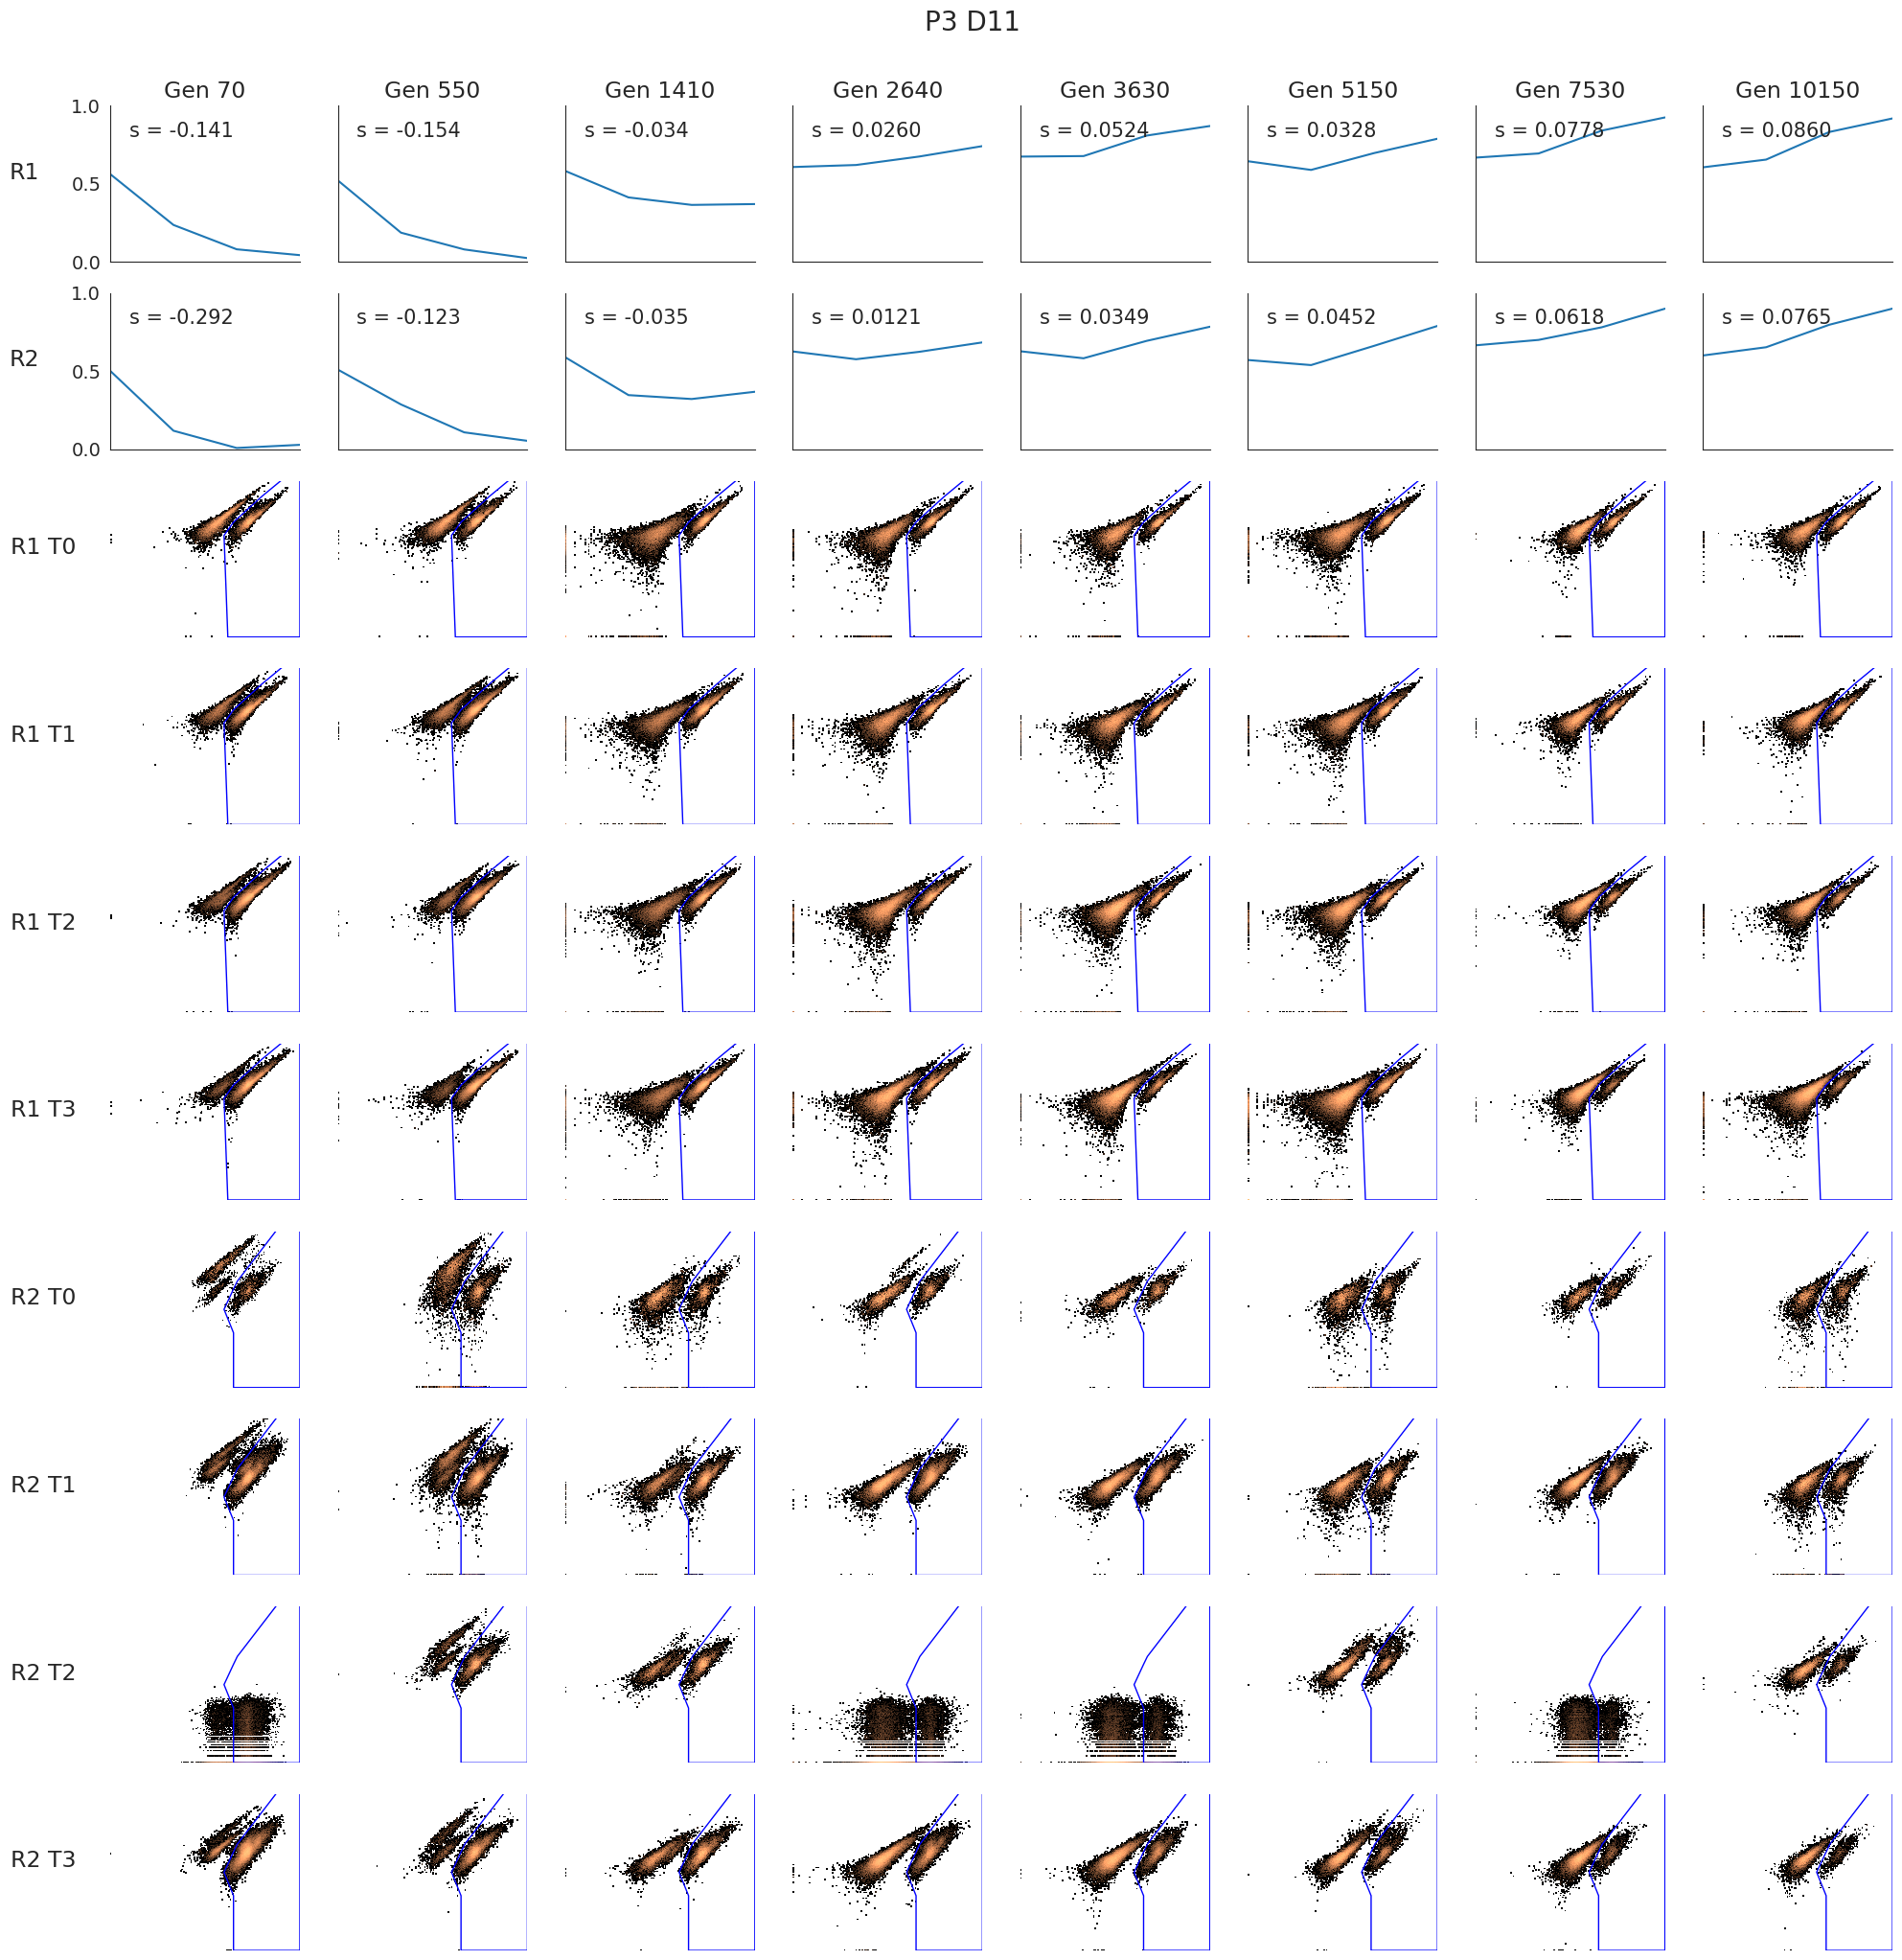 P3 D11
Gen 70 Gen 550 Gen 1410 Gen 2640 Gen 3630 Gen 5150 Gen 7530 Gen 10150
R1 1.0 0.5 0.0 s = -0.141 s = -0.154 s = -0.034 s = 0.0260 s = 0.0524 s = 0.0328 s = 0.0778 s = 0.0860
R2 1.0 0.5 0.0 s = -0.292 s = -0.123 s = -0.035 s = 0.0121 s = 0.0349 s = 0.0452 s = 0.0618 s = 0.0765
R1 T0
R1 T1
R1 T2
R1 T3
R2 T0
R2 T1
R2 T2
R2 T3